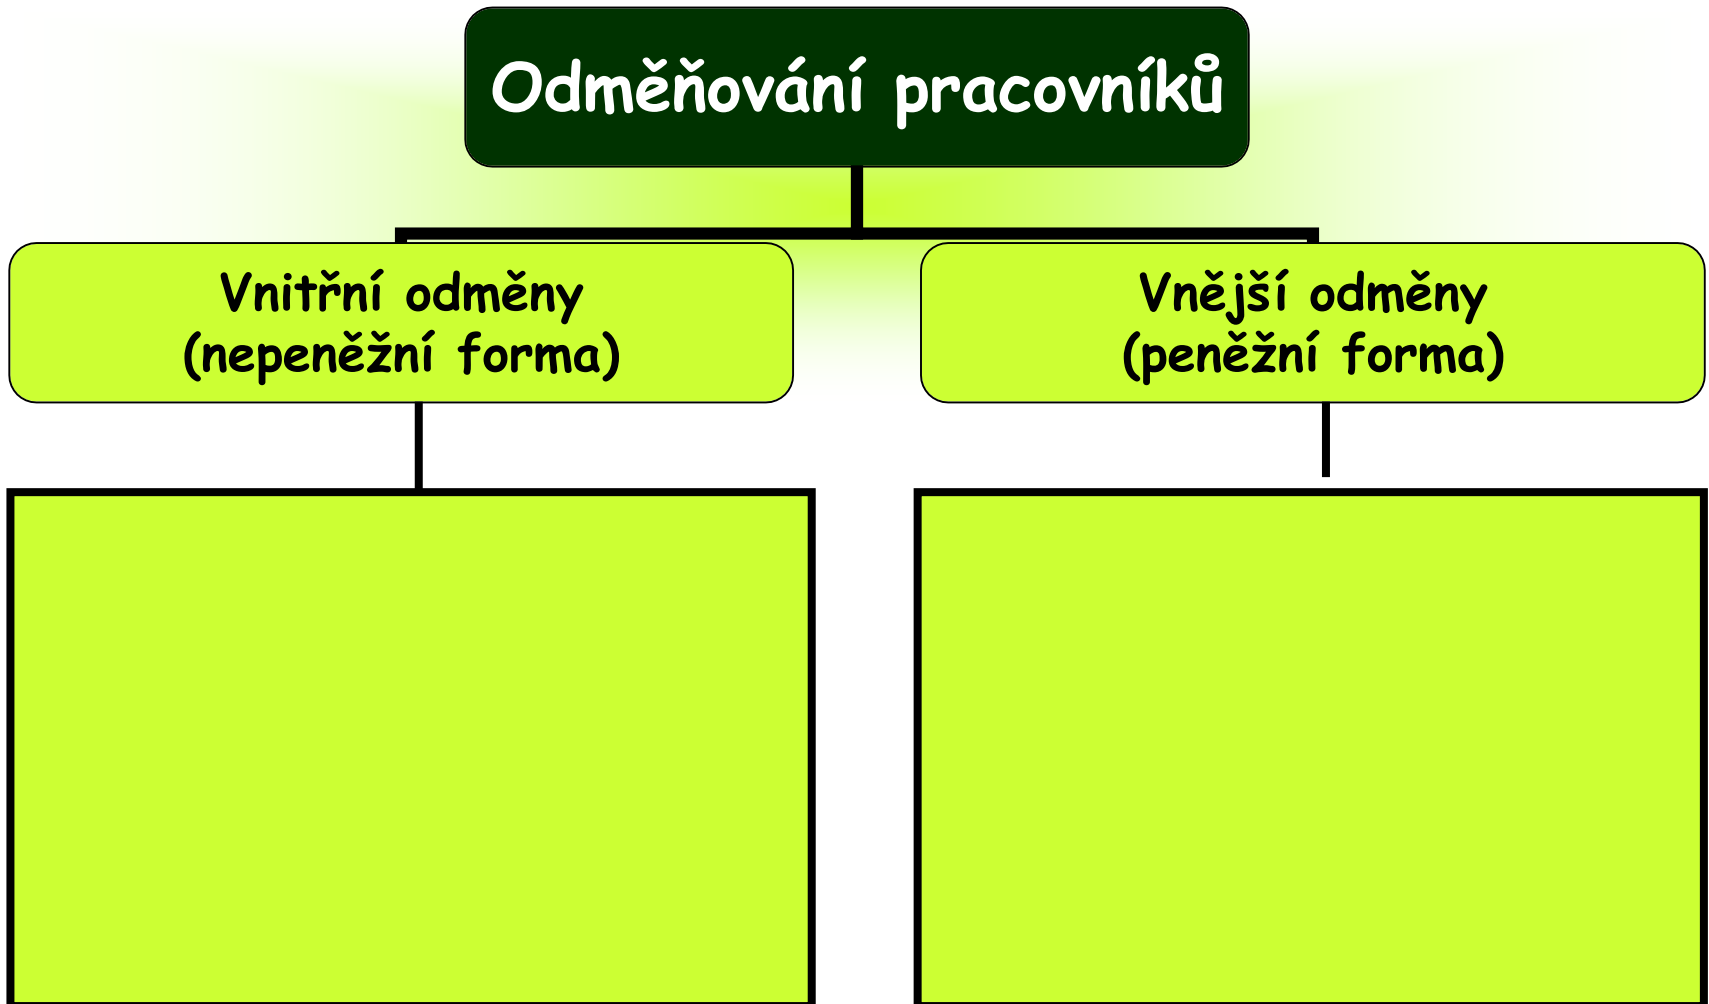 Odměňování pracovníků
Vnitřní odměny
(nepeněžní forma)
Vnější odměny
(peněžní forma)